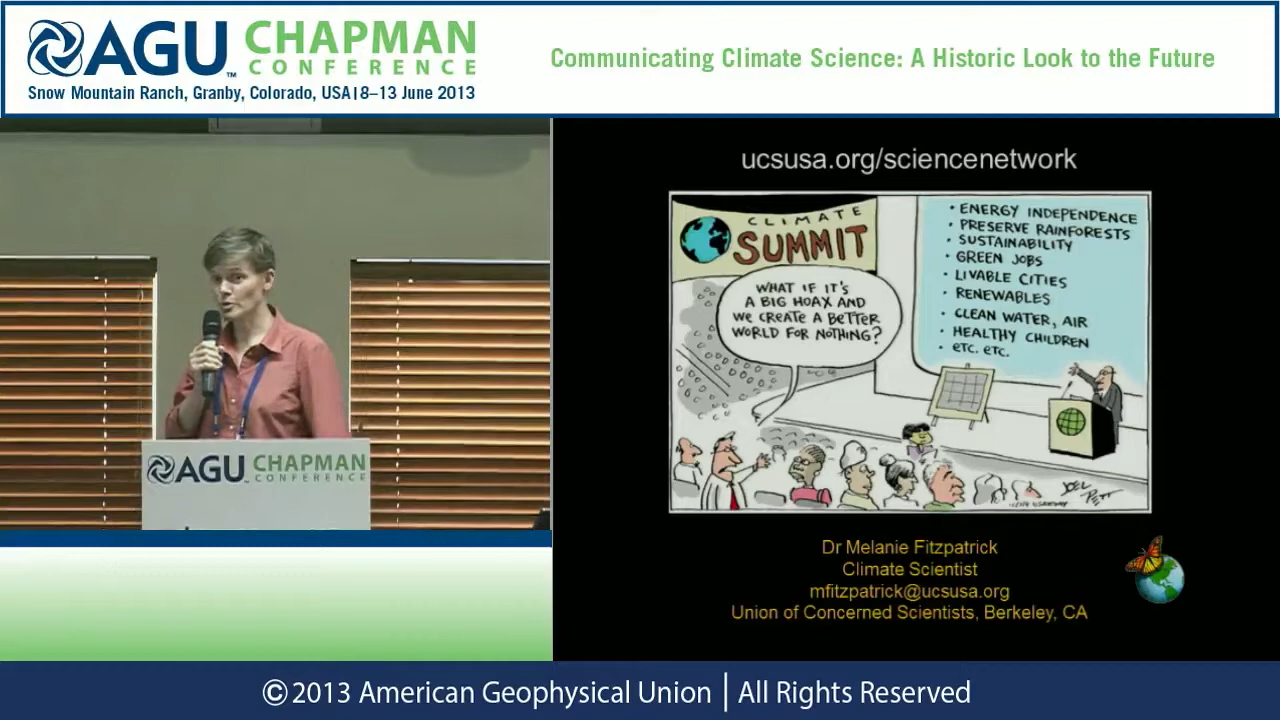 AGU CHAPMAN
CONFERENCE
Snow Mountain Ranch, Granby, Colorado, USA|8–13 June 2013
Communicating Climate Science: A Historic Look to the Future
AGU CHAPMAN
CONFERENCE
ucsusa.org/sciencenetwork
CLIMATE
SUMMIT
WHAT IF IT'S
A BIG HOAX AND
WE CREATE A BETTER
WORLD FOR NOTHING?
• ENERGY INDEPENDENCE
• PRESERVE RAINFORESTS
• SUSTAINABILITY
• GREEN JOBS
• LIVABLE CITIES
• RENEWABLES
• CLEAN WATER, AIR
• HEALTHY CHILDREN
• ETC. ETC.
JOEL
PETT
Dr Melanie Fitzpatrick
Climate Scientist
mfitzpatrick@ucsusa.org
Union of Concerned Scientists, Berkeley, CA
©2013 American Geophysical Union | All Rights Reserved